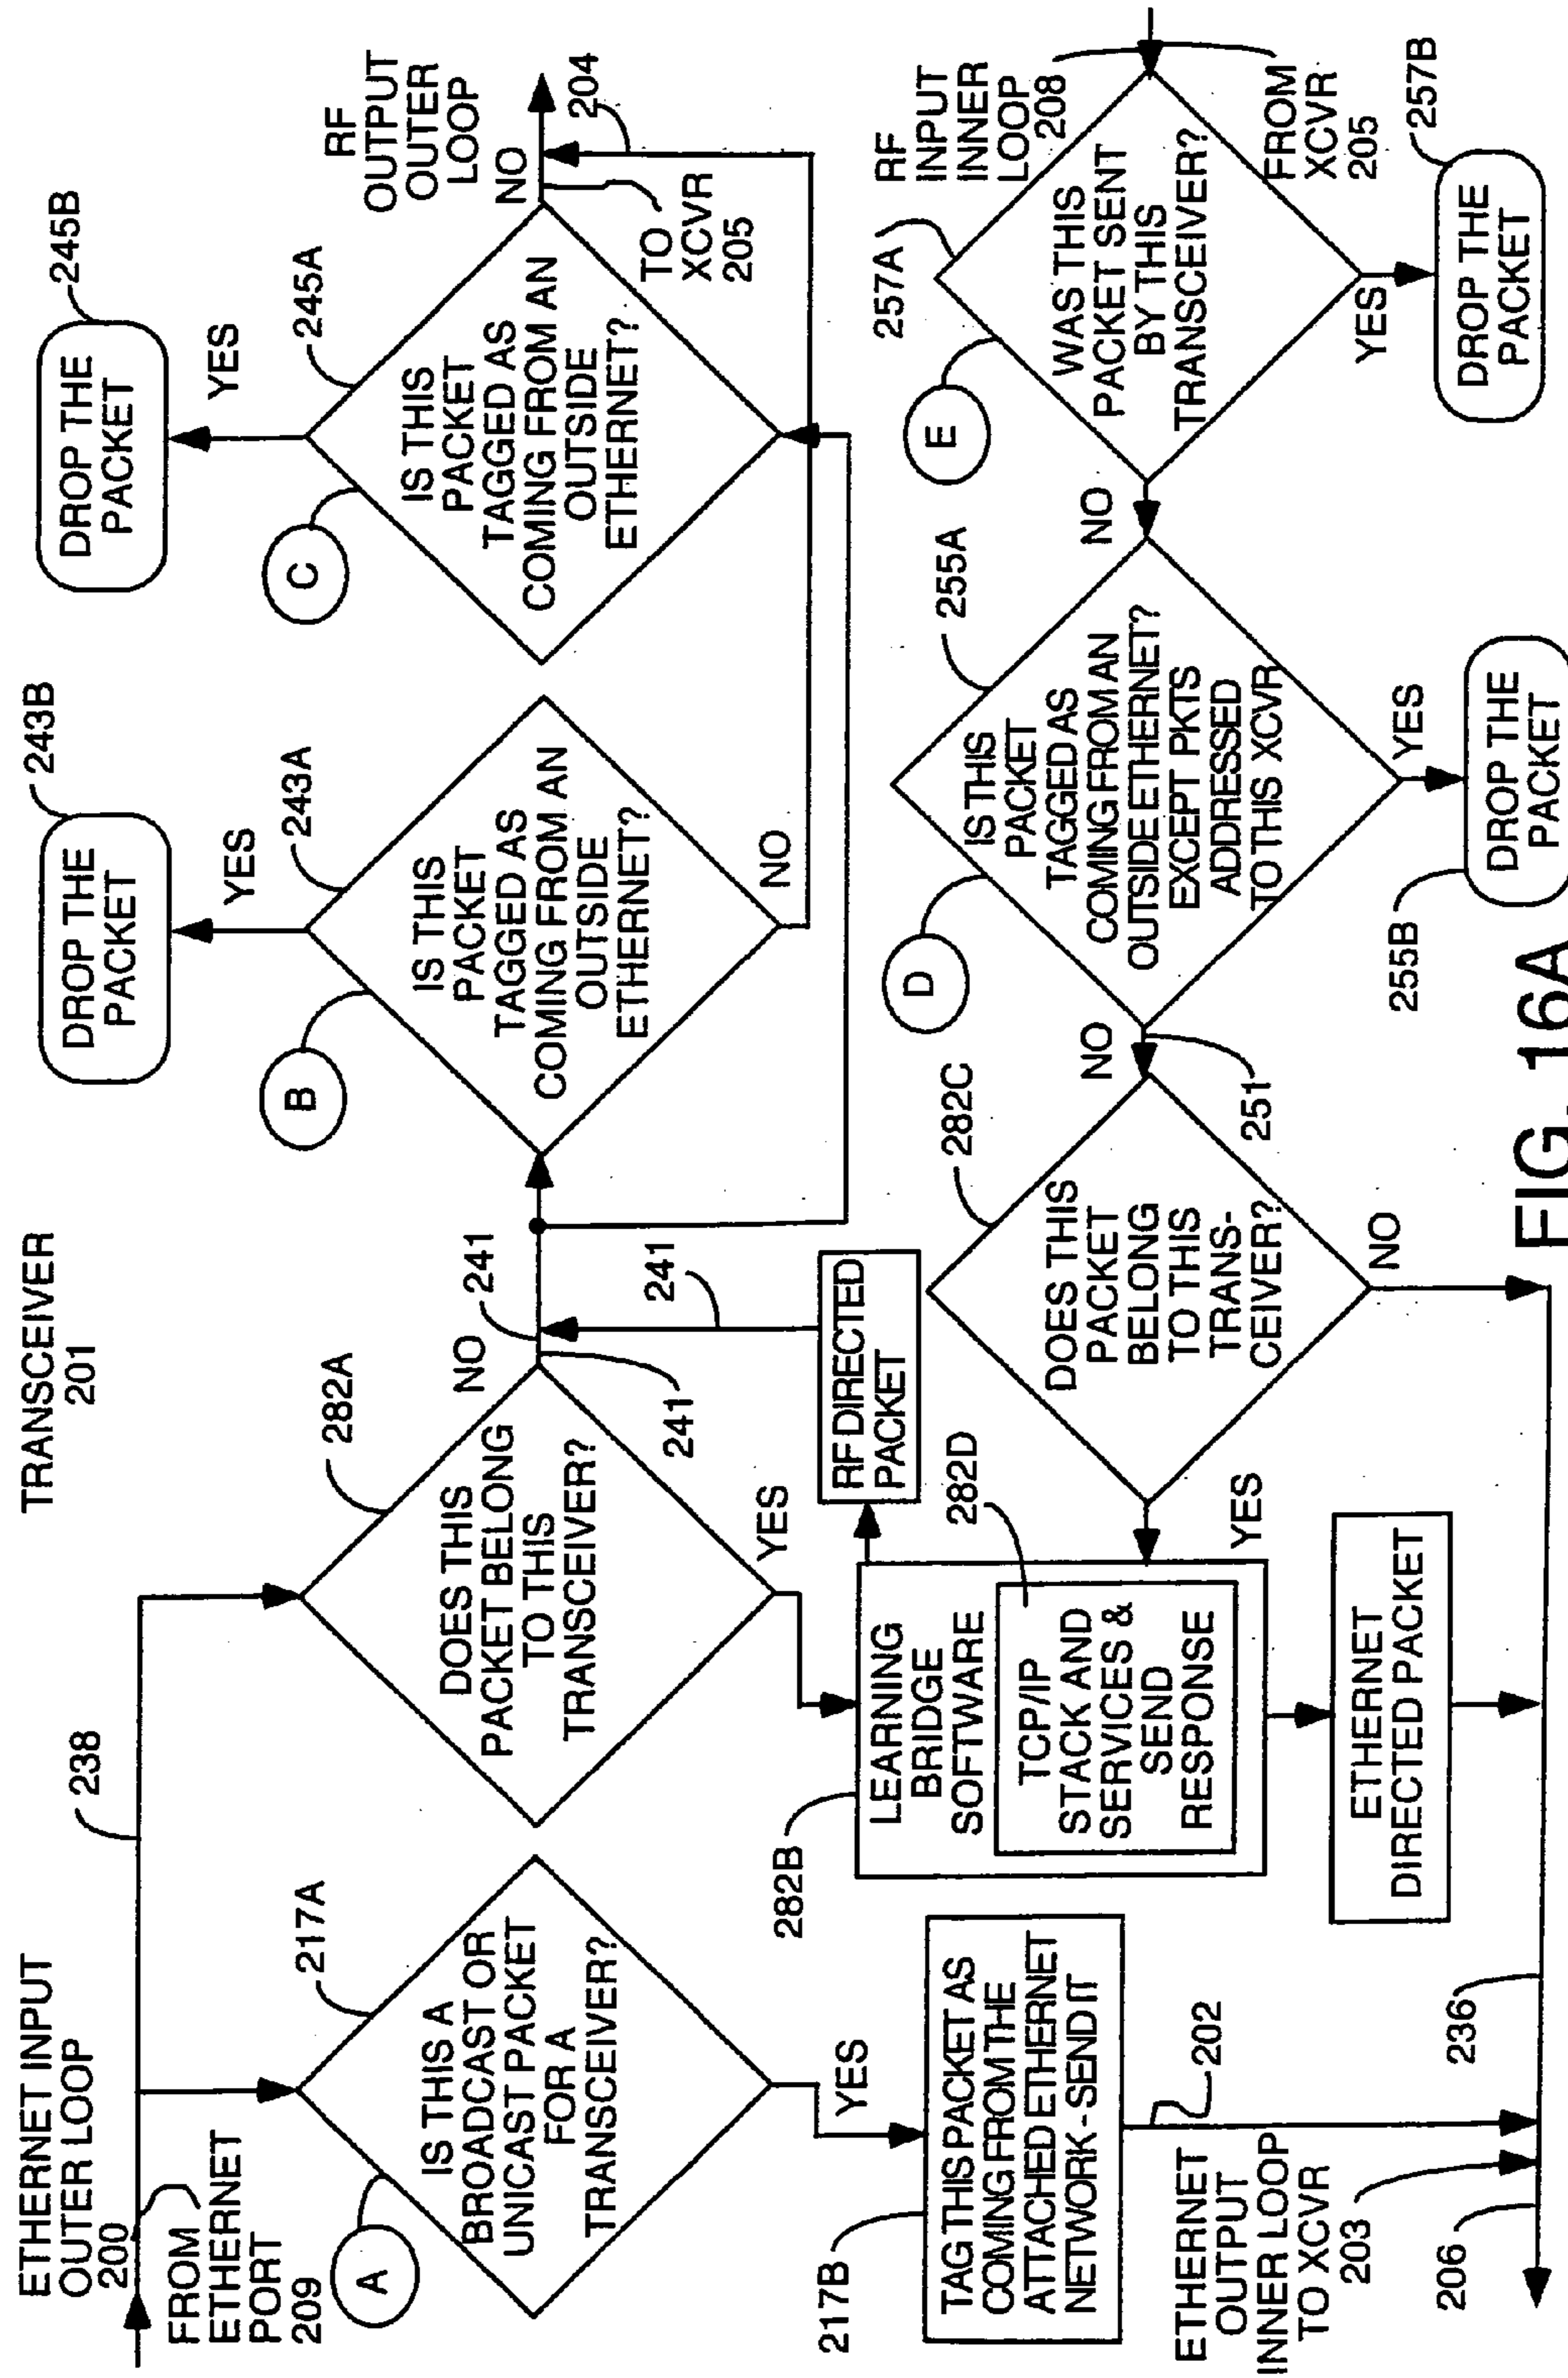 TRANSCEIVER
201
ETHERNET INPUT
OUTER LOOP
200
FROM
ETHERNET
PORT
209
238
A
217A
IS THIS A
BROADCAST OR
UNICAST PACKET
FOR A
TRANSCEIVER?
YES
217B
TAG THIS PACKET AS
COMING FROM THE
ATTACHED ETHERNET
NETWORK - SEND IT
202
ETHERNET
OUTPUT
INNER LOOP
TO XCVR
203
206
236
282A
DOES THIS
PACKET BELONG
TO THIS
TRANSCEIVER?
NO
YES
241
241
241
282B
LEARNING
BRIDGE
SOFTWARE
282D
TCP/IP
STACK AND
SERVICES &
SEND
RESPONSE
RF DIRECTED
PACKET
ETHERNET
DIRECTED PACKET
243B
DROP THE
PACKET
YES
243A
B
IS THIS
PACKET
TAGGED AS
COMING FROM AN
OUTSIDE
ETHERNET?
NO
245B
DROP THE
PACKET
YES
245A
C
IS THIS
PACKET
TAGGED AS
COMING FROM AN
OUTSIDE
ETHERNET?
NO
RF
OUTPUT
OUTER
LOOP
204
TO
XCVR
205
RF
INPUT
INNER
LOOP
208
FROM
XCVR
205
257A
E
WAS THIS
PACKET SENT
BY THIS
TRANSCEIVER?
YES
257B
DROP THE
PACKET
NO
255A
D
IS THIS
PACKET
TAGGED AS
COMING FROM AN
OUTSIDE ETHERNET?
EXCEPT PKTS
ADDRESSED
TO THIS XCVR
YES
255B
DROP THE
PACKET
NO
251
282C
DOES THIS
PACKET
BELONG
TO THIS
TRANS-
CEIVER?
YES
NO
FIG. 16A